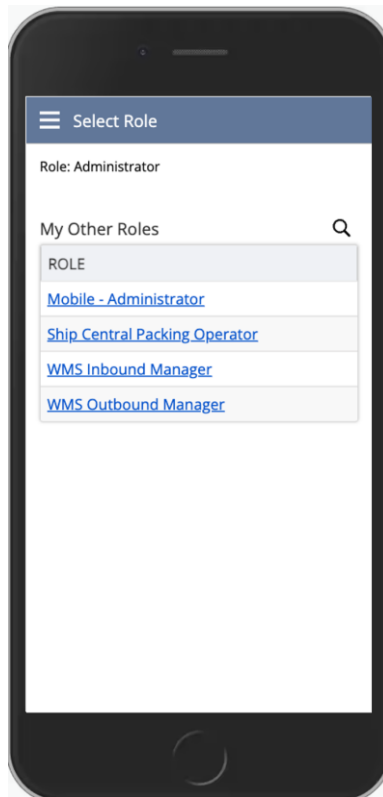 Select Role
Role: Administrator
My Other Roles
ROLE
Mobile - Administrator
Ship Central Packing Operator
WMS Inbound Manager
WMS Outbound Manager